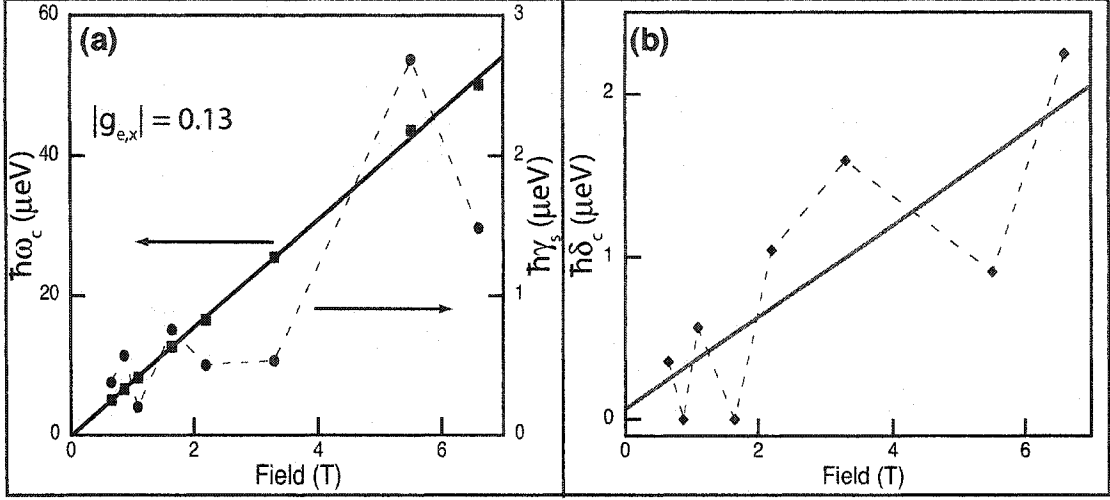 (a)
|g_{e,x}| = 0.13
60
40
20
0
ħω_c (μeV)
3
2
1
0
ħγ_s (μeV)
0
2
4
6
Field (T)
(b)
2
1
0
ħδ_c (μeV)
0
2
4
6
Field (T)